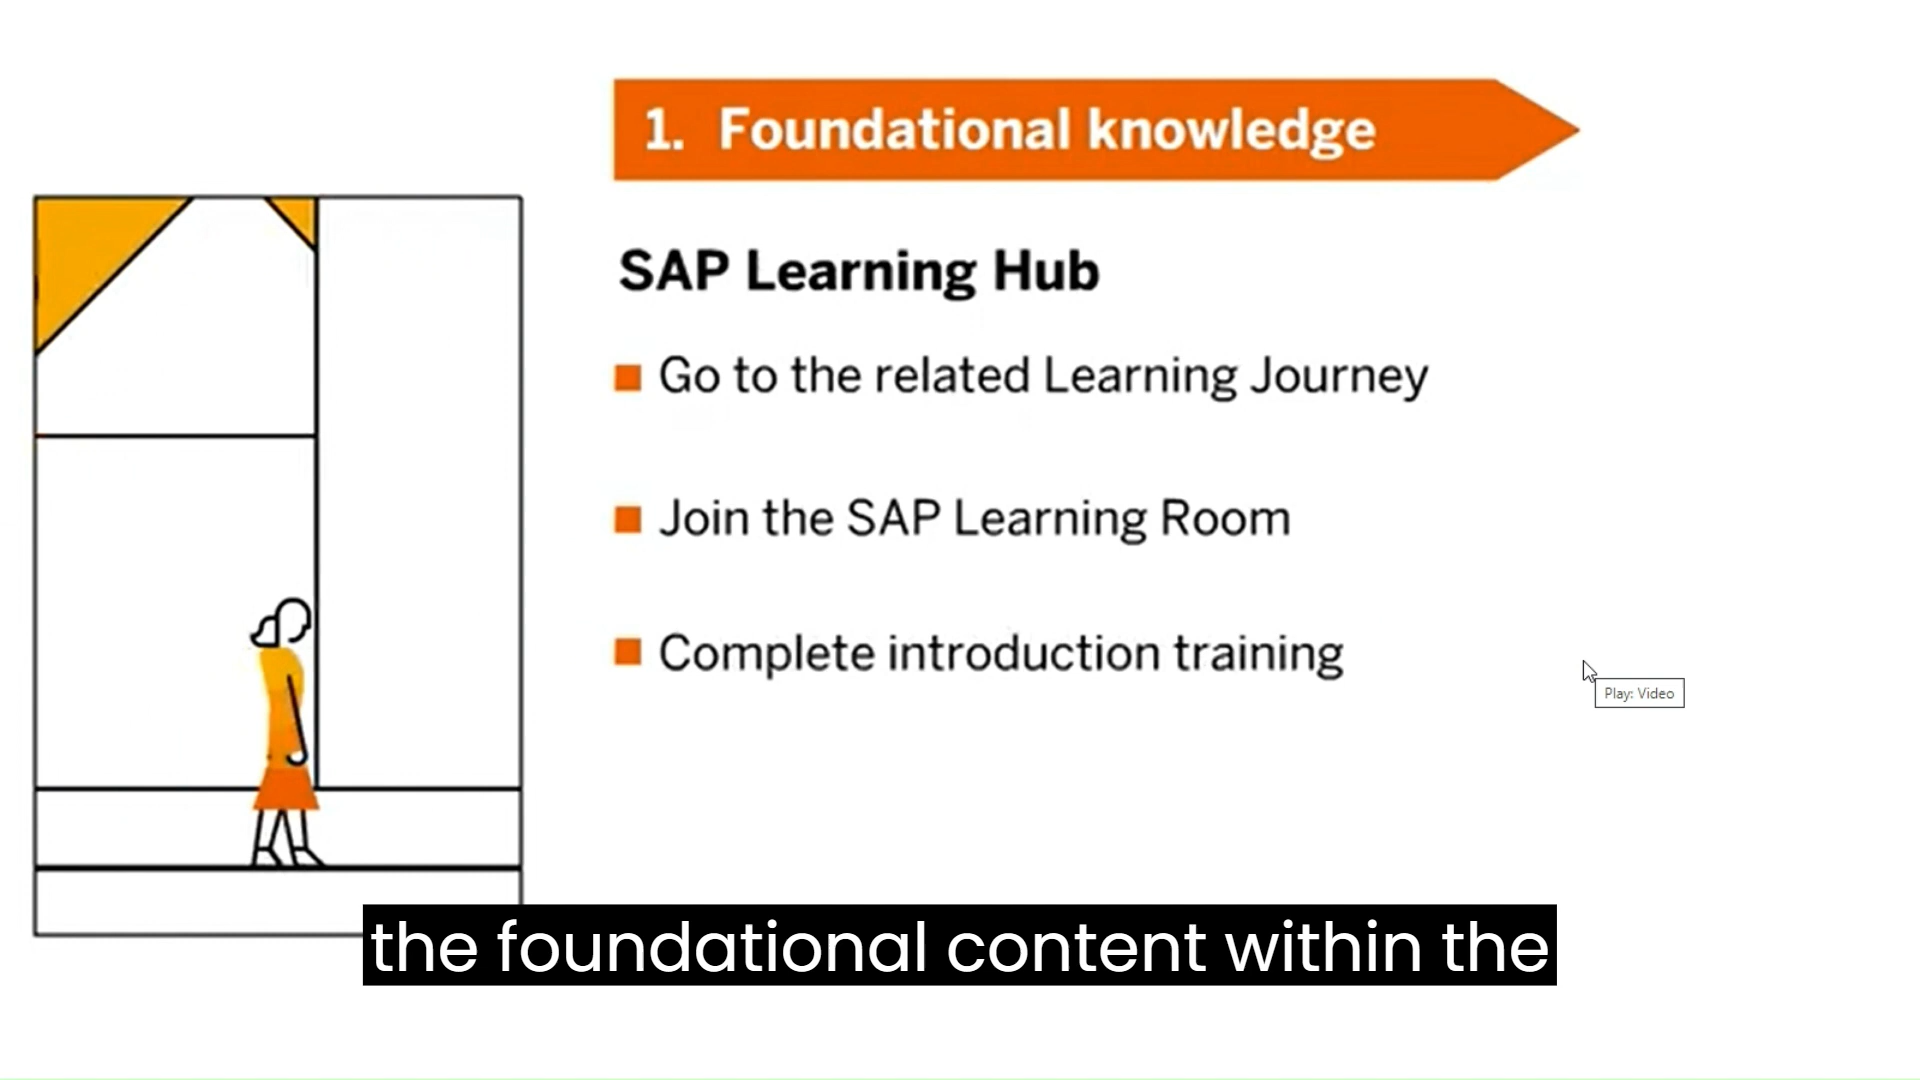 1. Foundational knowledge
SAP Learning Hub
Go to the related Learning Journey
Join the SAP Learning Room
Complete introduction training
Play: Video
the foundational content within the